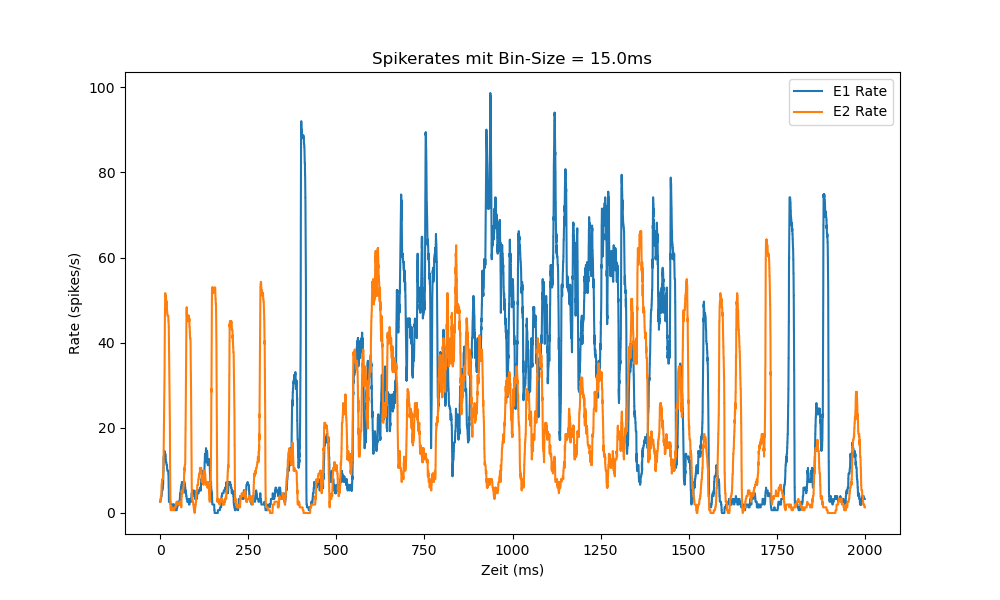 Spikerates mit Bin-Size = 15.0ms
E1 Rate
E2 Rate
100
80
60
40
20
0
Rate (spikes/s)
0 250 500 750 1000 1250 1500 1750 2000
Zeit (ms)